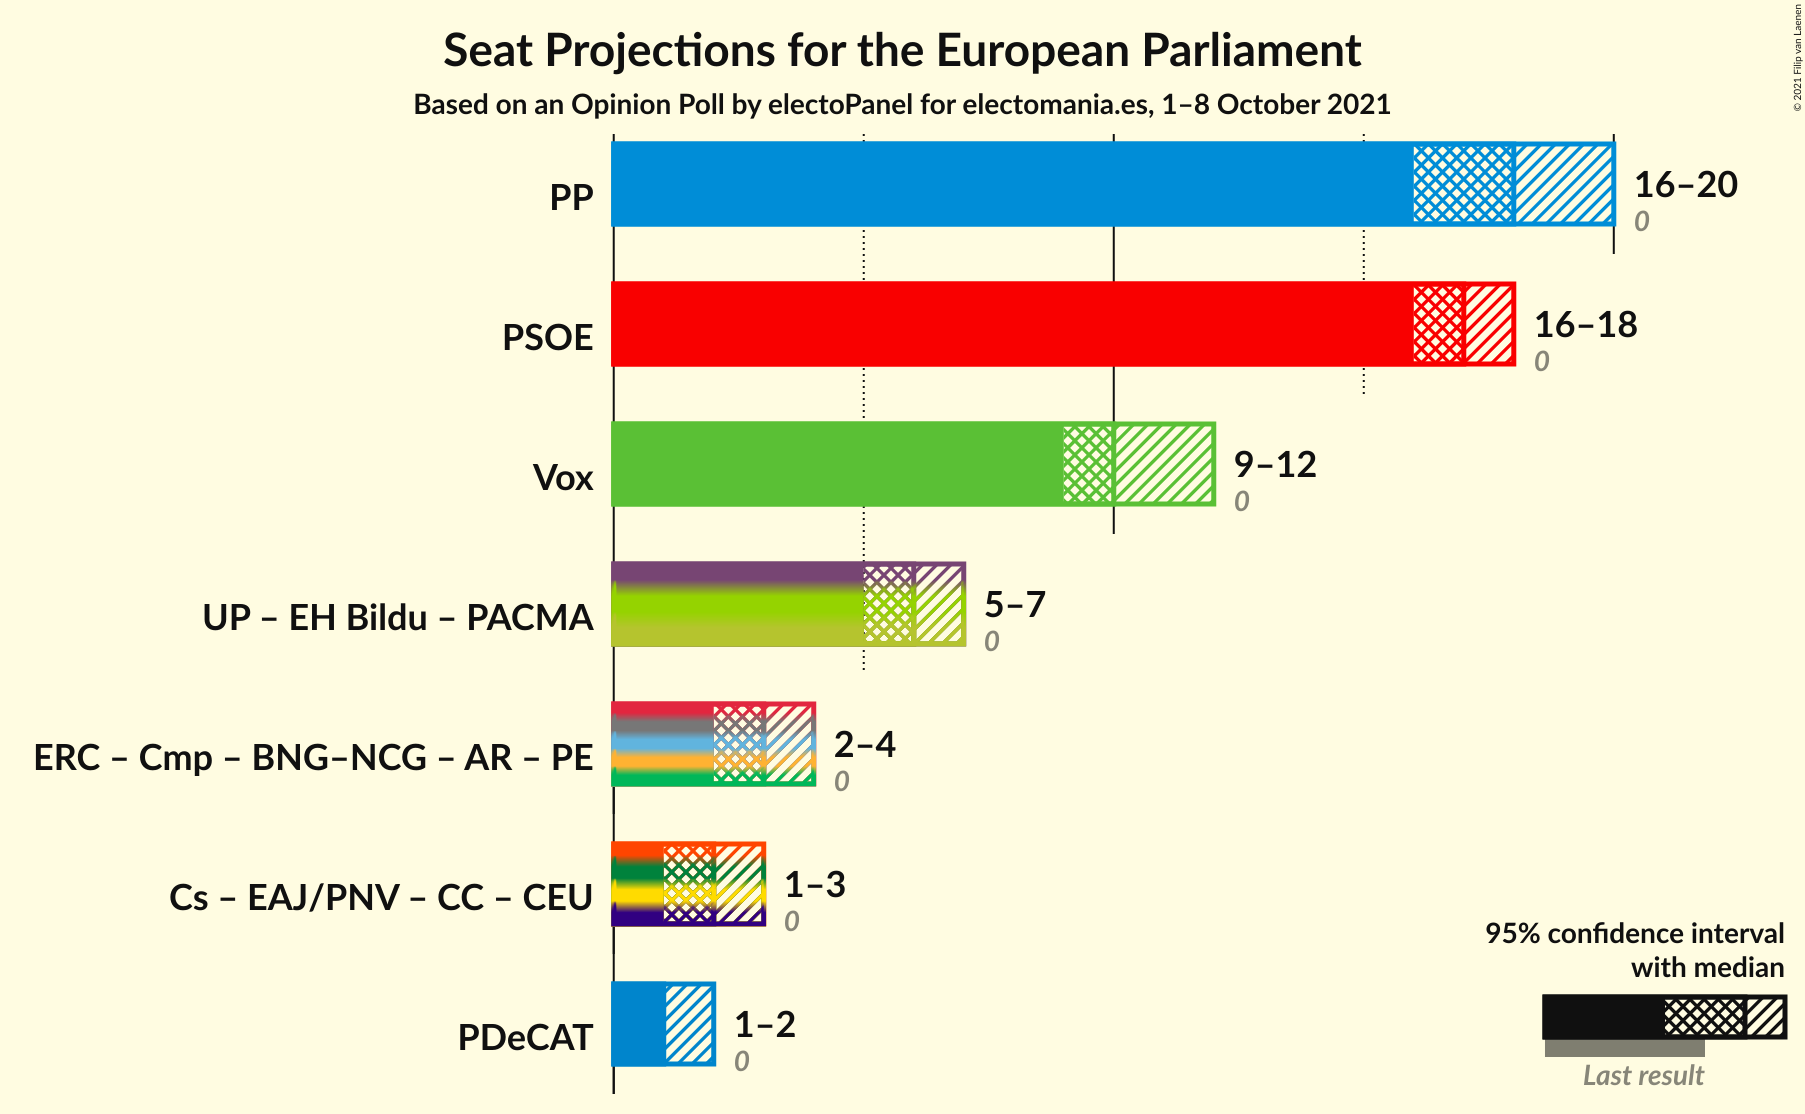 Seat Projections for the European Parliament
Based on an Opinion Poll by electoPanel for electomania.es, 1–8 October 2021
© 2021 Filip van Laenen
PP
16–20
0
PSOE
16–18
0
Vox
9–12
0
UP – EH Bildu – PACMA
5–7
0
ERC – Cmp – BNG–NCG – AR – PE
2–4
0
Cs – EAJ/PNV – CC – CEU
1–3
0
PDeCAT
1–2
0
95% confidence interval
with median
Last result